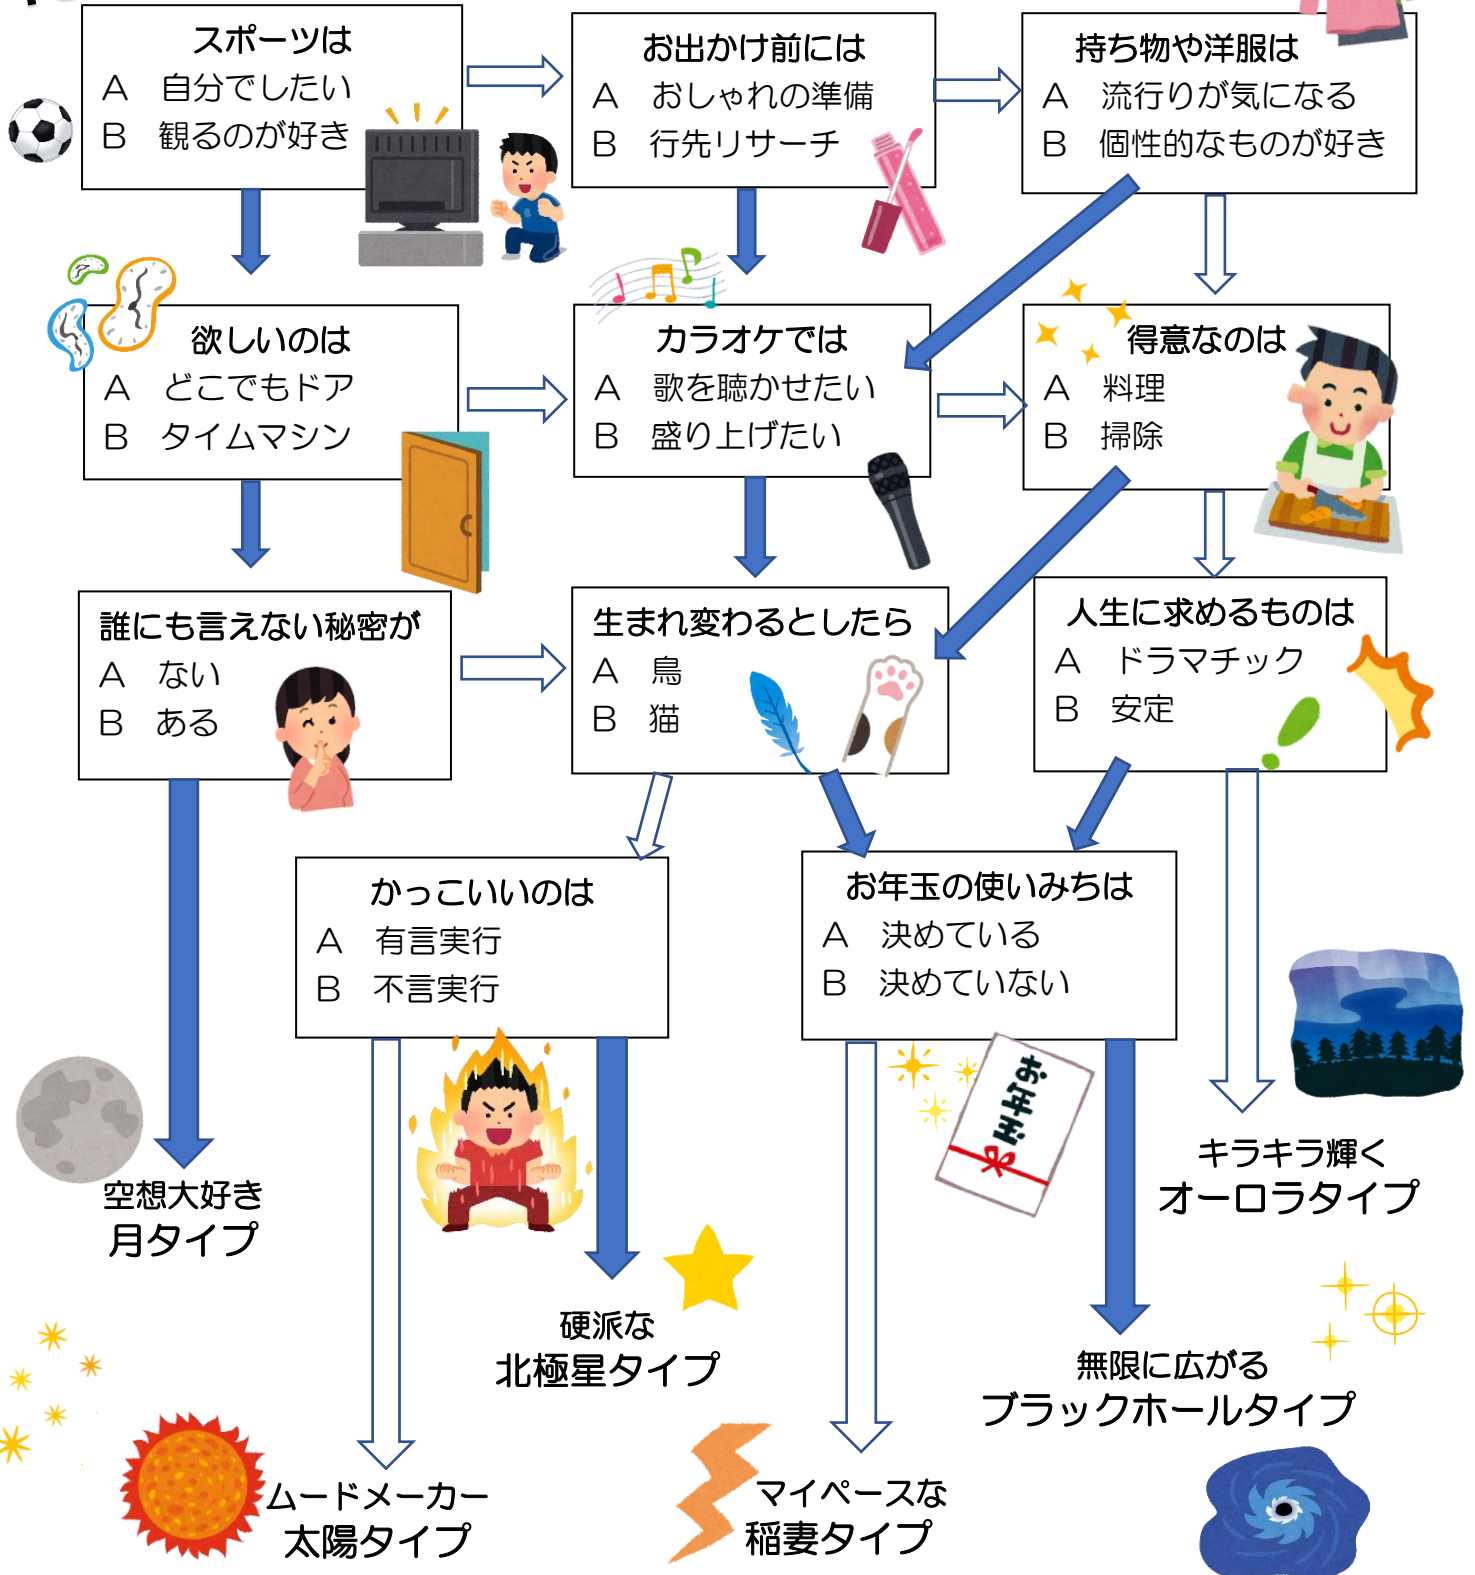 スポーツは
A　自分でしたい
B　観るのが好き
お出かけ前には
A　おしゃれの準備
B　行先リサーチ
持ち物や洋服は
A　流行りが気になる
B　個性的なものが好き
欲しいのは
A　どこでもドア
B　タイムマシン
カラオケでは
A　歌を聴かせたい
B　盛り上げたい
得意なのは
A　料理
B　掃除
誰にも言えない秘密が
A　ない
B　ある
生まれ変わるとしたら
A　鳥
B　猫
人生に求めるものは
A　ドラマチック
B　安定
かっこいいのは
A　有言実行
B　不言実行
お年玉の使いみちは
A　決めている
B　決めていない
お年玉
キラキラ輝く
オーロラタイプ
空想大好き
月タイプ
硬派な
北極星タイプ
無限に広がる
ブラックホールタイプ
ムードメーカー
太陽タイプ
マイペースな
稲妻タイプ